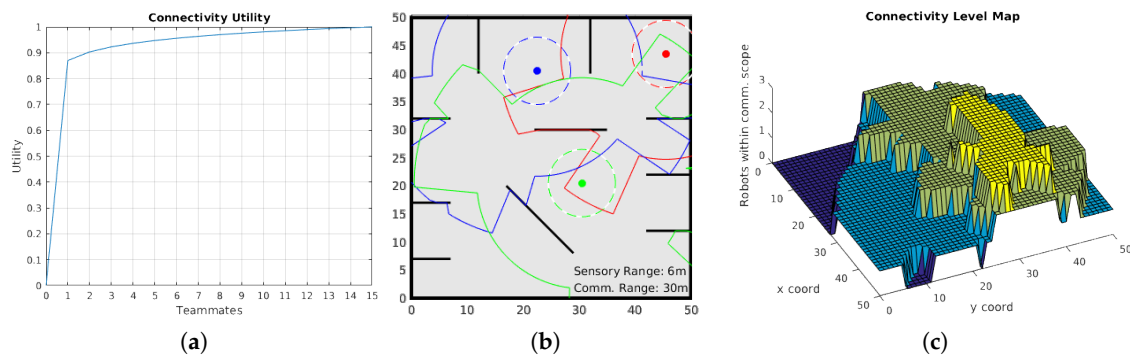 Connectivity Utility
1
0.9
0.8
0.7
0.6
0.5
0.4
0.3
0.2
0.1
0
Utility
0 1 2 3 4 5 6 7 8 9 10 11 12 13 14 15
Teammates
(a)
50
45
40
35
30
25
20
15
10
5
0
Sensory Range: 6m
Comm. Range: 30m
0 10 20 30 40 50
(b)
Connectivity Level Map
Robots within comm. scope
3
2
1
0
0
10
20
30
40
50
x coord
0
10
20
30
40
50
y coord
(c)